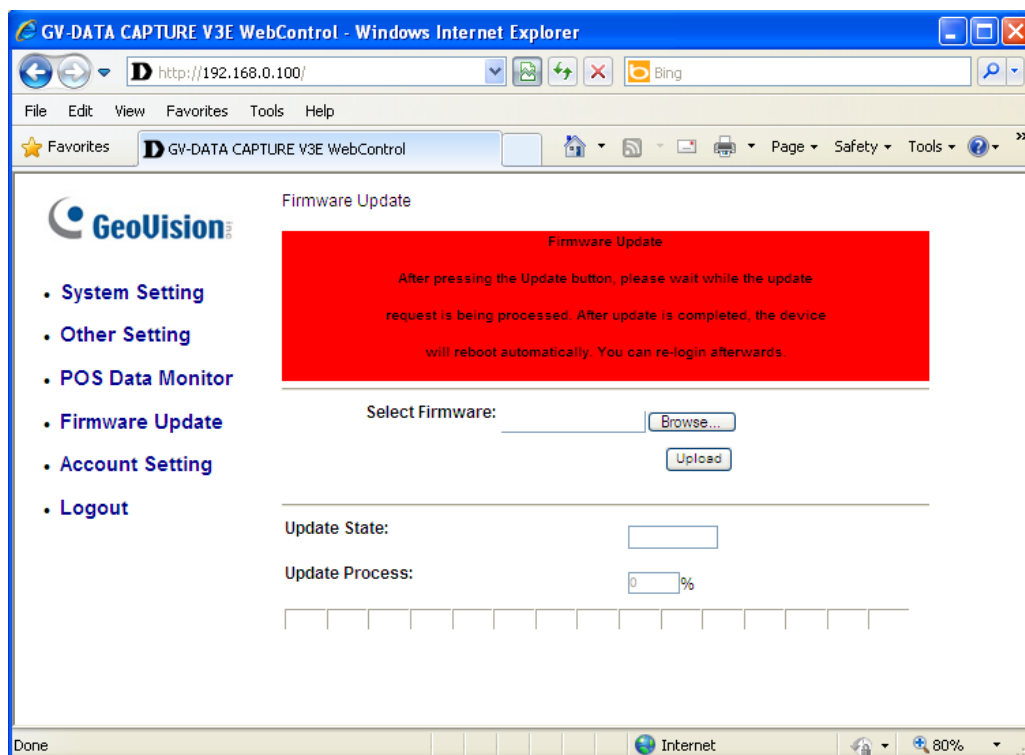 GV-DATA CAPTURE V3E WebControl - Windows Internet Explorer
http://192.168.0.100/
Bing
File Edit View Favorites Tools Help
Favorites
GV-DATA CAPTURE V3E WebControl
Page
Safety
Tools
GeoVision
Firmware Update
Firmware Update
After pressing the Update button, please wait while the update
request is being processed. After update is completed, the device
will reboot automatically. You can re-login afterwards.
System Setting
Other Setting
POS Data Monitor
Firmware Update
Account Setting
Logout
Select Firmware:
Browse...
Upload
Update State:
Update Process:
0 %
Done
Internet
80%